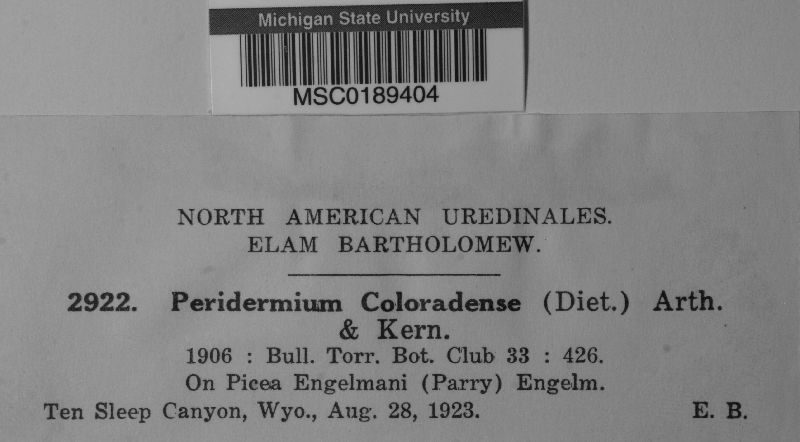 Michigan State University
MSC0189404
NORTH AMERICAN UREDINALES.
ELAM BARTHOLOMEW.
2922. Peridermium Coloradense (Diet.) Arth.
& Kern.
1906 : Bull. Torr. Bot. Club 33 : 426.
On Picea Engelmani (Parry) Engelm.
Ten Sleep Canyon, Wyo., Aug. 28, 1923. E. B.